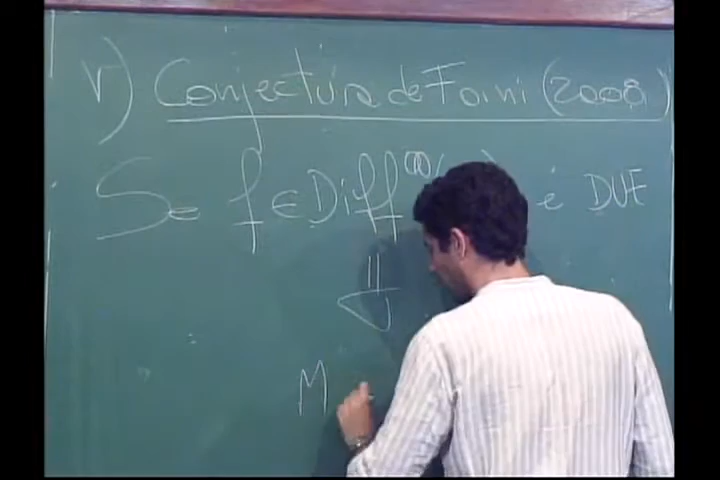 v) Conjectura de Forni (2008)
Se f ∈ Diff^∞( ) é DUE
⇓
M